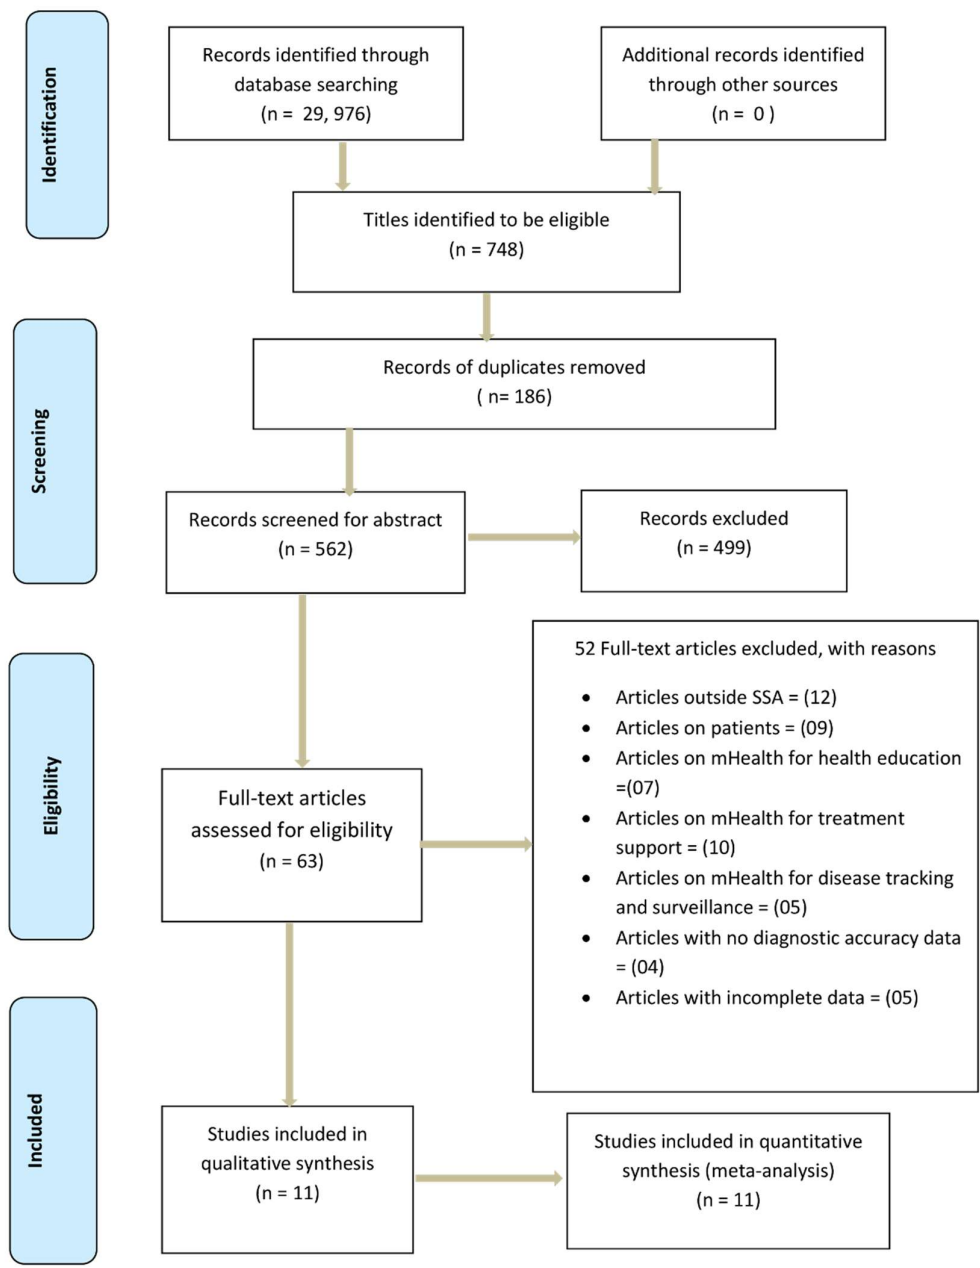 Identification
Records identified through
database searching
(n = 29, 976)
Additional records identified
through other sources
(n = 0 )
Titles identified to be eligible
(n = 748)
Screening
Records of duplicates removed
( n= 186)
Records screened for abstract
(n = 562)
Records excluded
(n = 499)
Eligibility
Full-text articles
assessed for eligibility
(n = 63)
52 Full-text articles excluded, with reasons
• Articles outside SSA = (12)
• Articles on patients = (09)
• Articles on mHealth for health education
=(07)
• Articles on mHealth for treatment
support = (10)
• Articles on mHealth for disease tracking
and surveillance = (05)
• Articles with no diagnostic accuracy data
= (04)
• Articles with incomplete data = (05)
Included
Studies included in
qualitative synthesis
(n = 11)
Studies included in quantitative
synthesis (meta-analysis)
(n = 11)